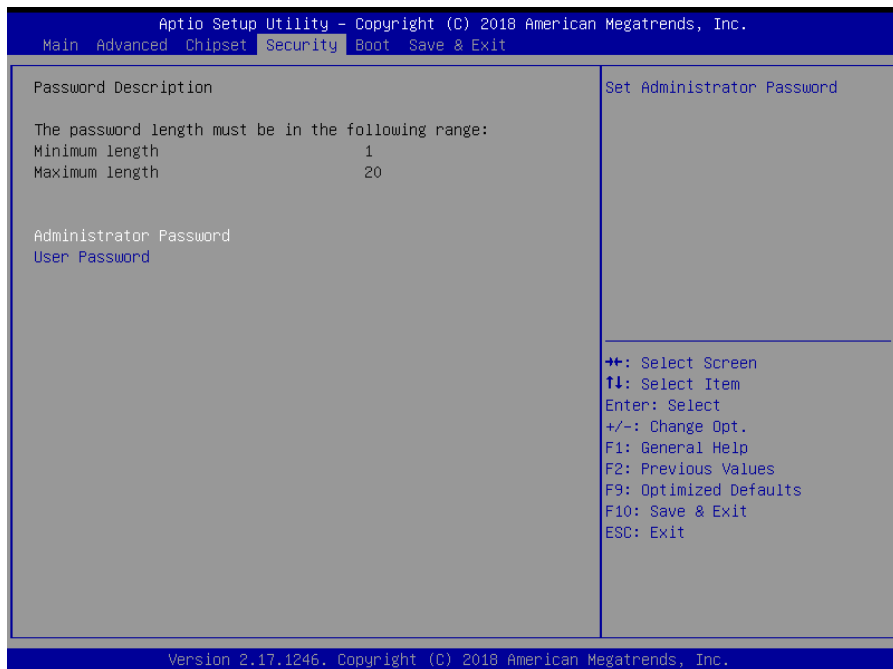 Aptio Setup Utility – Copyright (C) 2018 American Megatrends, Inc.
Main Advanced Chipset Security Boot Save & Exit
Password Description
The password length must be in the following range:
Minimum length 1
Maximum length 20
Administrator Password
User Password
Set Administrator Password
→←: Select Screen
↑↓: Select Item
Enter: Select
+/-: Change Opt.
F1: General Help
F2: Previous Values
F9: Optimized Defaults
F10: Save & Exit
ESC: Exit
Version 2.17.1246. Copyright (C) 2018 American Megatrends, Inc.